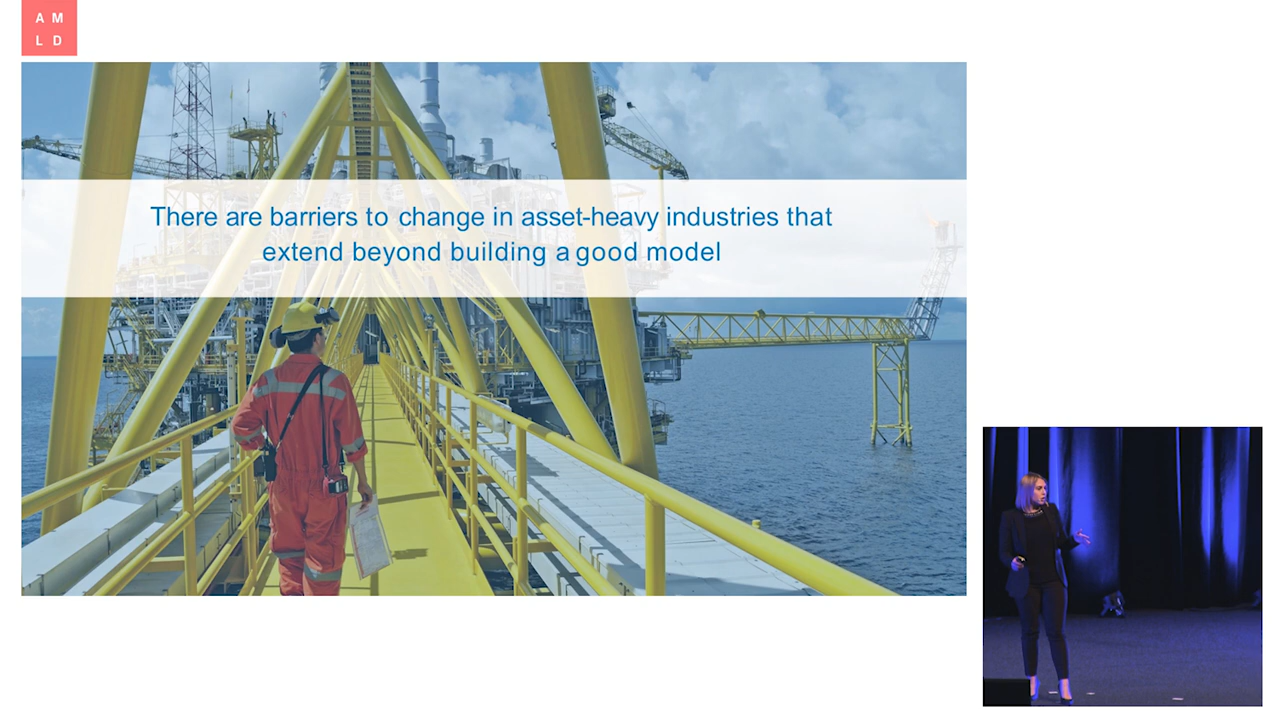 A M
L D
There are barriers to change in asset-heavy industries that
extend beyond building a good model